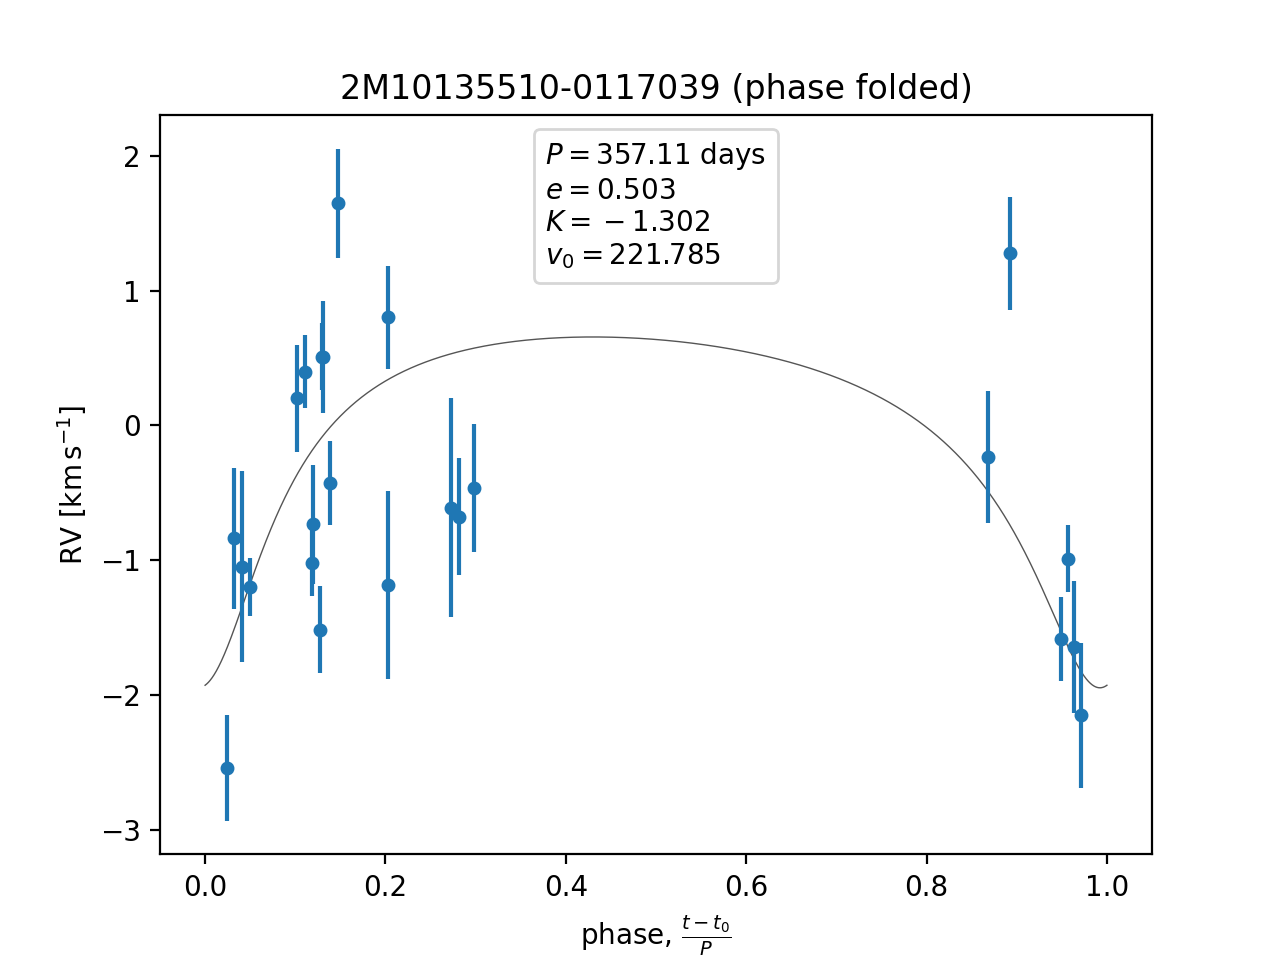 2M10135510-0117039 (phase folded)
P = 357.11 days
e = 0.503
K = −1.302
v₀ = 221.785
RV [km s⁻¹]
2
1
0
−1
−2
−3
0.0 0.2 0.4 0.6 0.8 1.0
phase, (t − t₀)/P